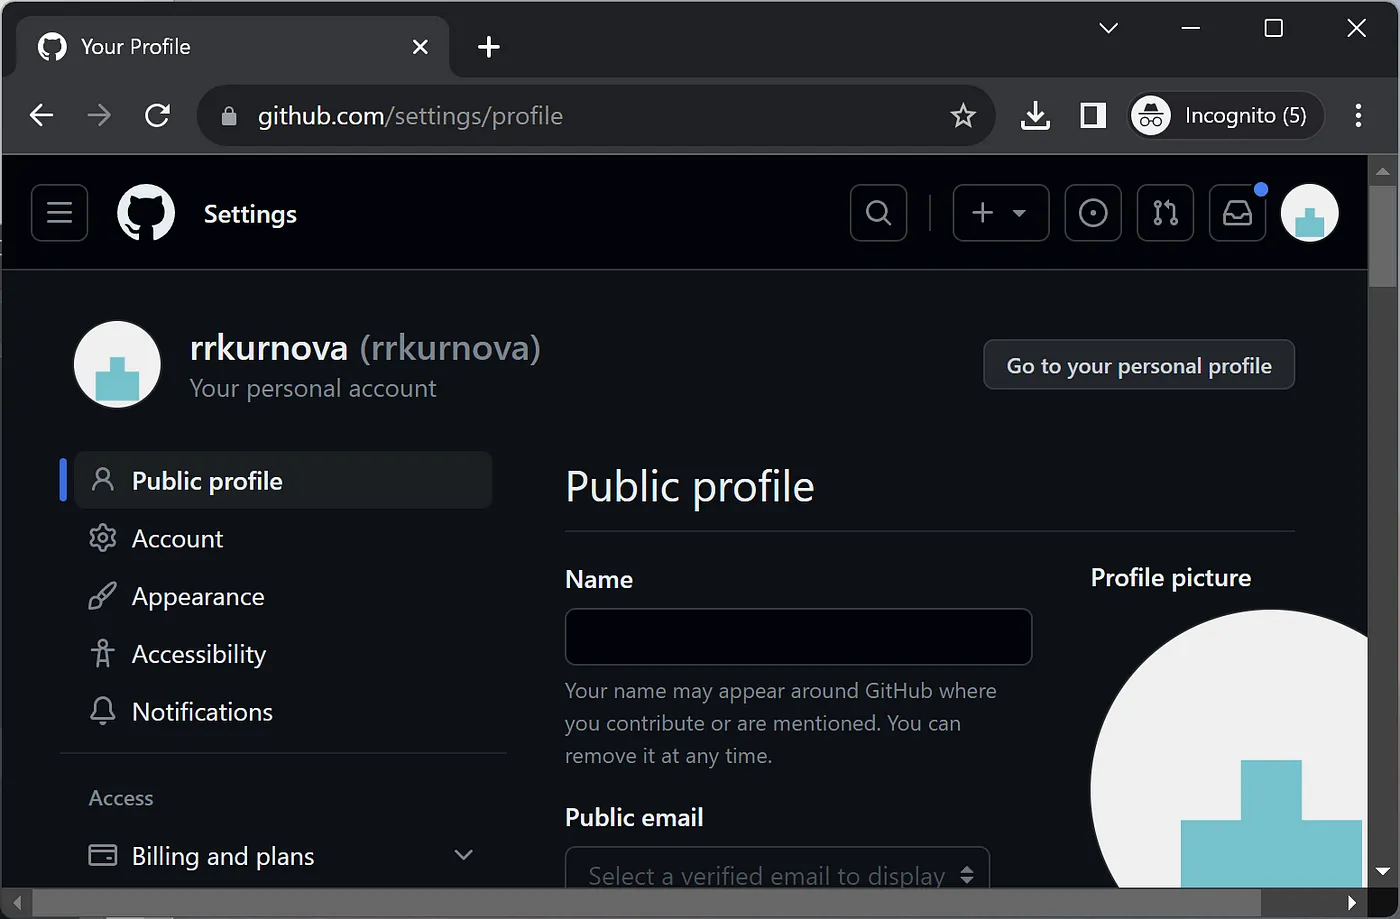 Your Profile
github.com/settings/profile
Incognito (5)
Settings
rrkurnova (rrkurnova)
Your personal account
Go to your personal profile
Public profile
Account
Appearance
Accessibility
Notifications
Access
Billing and plans
Public profile
Name
Your name may appear around GitHub where
you contribute or are mentioned. You can
remove it at any time.
Public email
Select a verified email to display
Profile picture